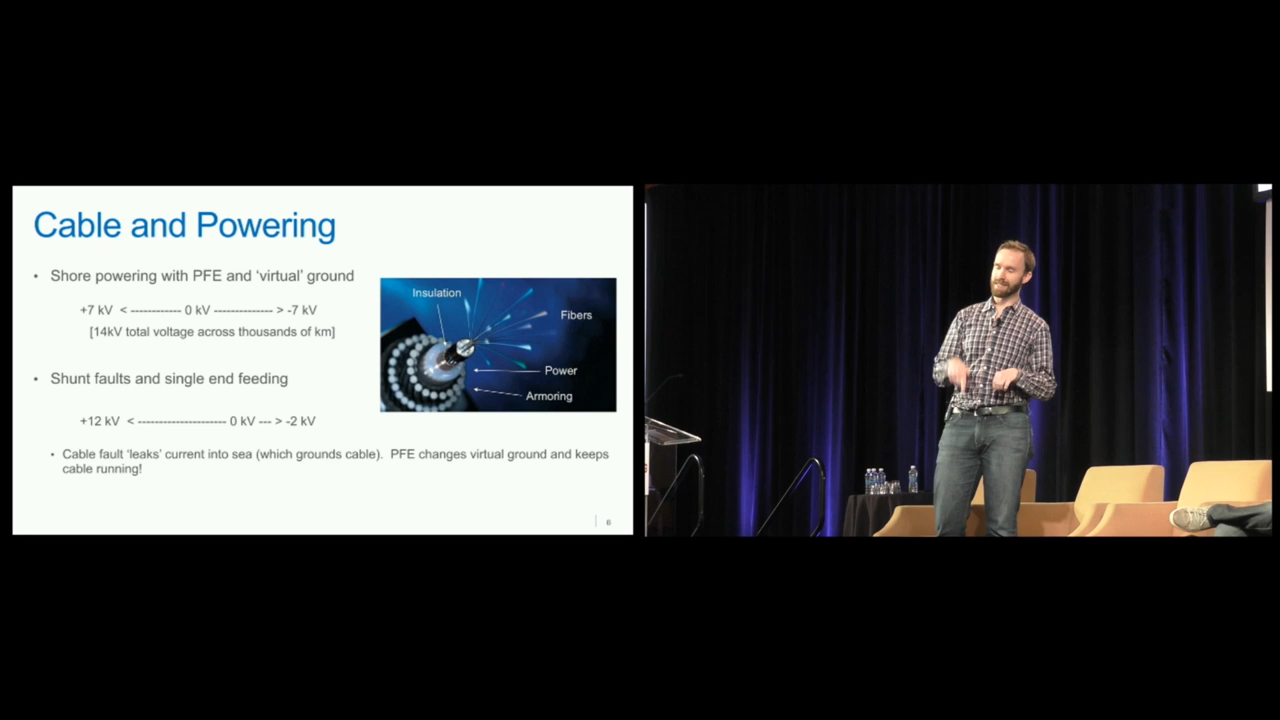 Cable and Powering
• Shore powering with PFE and ‘virtual’ ground
+7 kV < ------------ 0 kV -------------- > -7 kV
[14kV total voltage across thousands of km]
• Shunt faults and single end feeding
+12 kV < --------------------- 0 kV --- > -2 kV
• Cable fault ‘leaks’ current into sea (which grounds cable). PFE changes virtual ground and keeps
cable running!
Insulation
Fibers
Power
Armoring
6